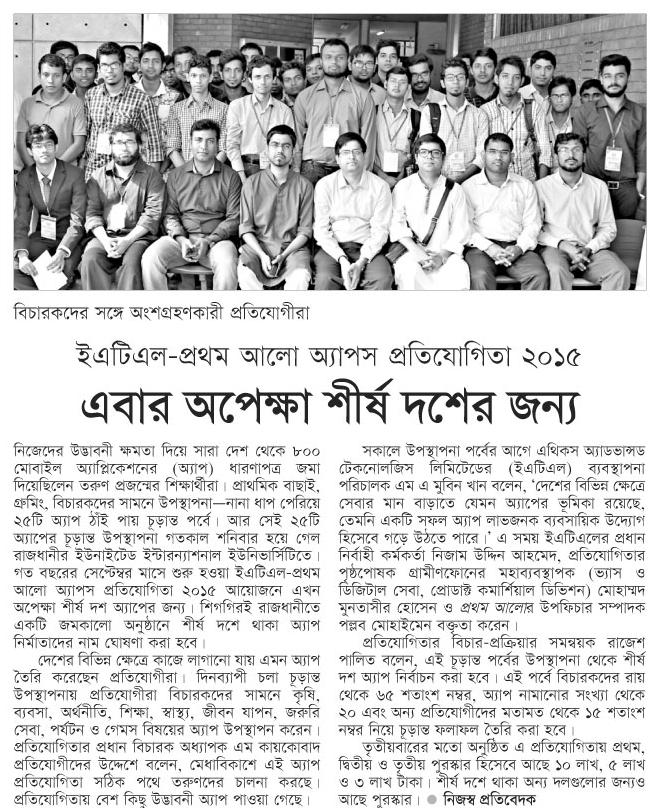 বিচারকদের সঙ্গে অংশগ্রহণকারী প্রতিযোগীরা
ইএটিএল-প্রথম আলো অ্যাপস প্রতিযোগিতা ২০১৫
এবার অপেক্ষা শীর্ষ দশের জন্য
নিজেদের উদ্ভাবনী ক্ষমতা দিয়ে সারা দেশ থেকে ৮০০
মোবাইল অ্যাপ্লিকেশনের (অ্যাপ) ধারণাপত্র জমা
দিয়েছিলেন তরুণ প্রজন্মের শিক্ষার্থীরা। প্রাথমিক বাছাই,
গ্রুমিং, বিচারকদের সামনে উপস্থাপনা—নানা ধাপ পেরিয়ে
২৫টি অ্যাপ ঠাঁই পায় চূড়ান্ত পর্বে। আর সেই ২৫টি
অ্যাপের চূড়ান্ত উপস্থাপনা গতকাল শনিবার হয়ে গেল
রাজধানীর ইউনাইটেড ইন্টারন্যাশনাল ইউনিভার্সিটিতে।
গত বছরের সেপ্টেম্বর মাসে শুরু হওয়া ইএটিএল-প্রথম
আলো অ্যাপস প্রতিযোগিতা ২০১৫ আয়োজনে এখন
অপেক্ষা শীর্ষ দশ অ্যাপের জন্য। শিগগিরই রাজধানীতে
একটি জমকালো অনুষ্ঠানে শীর্ষ দশে থাকা অ্যাপ
নির্মাতাদের নাম ঘোষণা করা হবে।
দেশের বিভিন্ন ক্ষেত্রে কাজে লাগানো যায় এমন অ্যাপ
তৈরি করেছেন প্রতিযোগীরা। দিনব্যাপী চলা চূড়ান্ত
উপস্থাপনায় প্রতিযোগীরা বিচারকদের সামনে কৃষি,
ব্যবসা, অর্থনীতি, শিক্ষা, স্বাস্থ্য, জীবন যাপন, জরুরি
সেবা, পর্যটন ও গেমস বিষয়ের অ্যাপ উপস্থাপন করেন।
প্রতিযোগিতার প্রধান বিচারক অধ্যাপক এম কায়কোবাদ
প্রতিযোগীদের উদ্দেশে বলেন, মেধাবিকাশে এই অ্যাপ
প্রতিযোগিতা সঠিক পথে তরুণদের চালনা করছে।
প্রতিযোগিতায় বেশ কিছু উদ্ভাবনী অ্যাপ পাওয়া গেছে।
সকালে উপস্থাপনা পর্বের আগে এথিকস অ্যাডভান্সড
টেকনোলজিস লিমিটেডের (ইএটিএল) ব্যবস্থাপনা
পরিচালক এম এ মুবিন খান বলেন, ‘দেশের বিভিন্ন ক্ষেত্রে
সেবার মান বাড়াতে যেমন অ্যাপের ভূমিকা রয়েছে,
তেমনি একটি সফল অ্যাপ লাভজনক ব্যবসায়িক উদ্যোগ
হিসেবে গড়ে উঠতে পারে।’ এ সময় ইএটিএলের প্রধান
নির্বাহী কর্মকর্তা নিজাম উদ্দিন আহমেদ, প্রতিযোগিতার
পৃষ্ঠপোষক গ্রামীণফোনের মহাব্যবস্থাপক (ভ্যাস ও
ডিজিটাল সেবা, প্রোডাক্ট কমার্শিয়াল ডিভিশন) মোহাম্মদ
মুনতাসীর হোসেন ও প্রথম আলোর উপফিচার সম্পাদক
পল্লব মোহাইমেন বক্তৃতা করেন।
প্রতিযোগিতার বিচার-প্রক্রিয়ার সমন্বয়ক রাজেশ
পালিত বলেন, এই চূড়ান্ত পর্বের উপস্থাপনা থেকে শীর্ষ
দশ অ্যাপ নির্বাচন করা হবে। এই পর্বে বিচারকদের রায়
থেকে ৬৫ শতাংশ নম্বর, অ্যাপ নামানোর সংখ্যা থেকে
২০ এবং অন্য প্রতিযোগীদের মতামত থেকে ১৫ শতাংশ
নম্বর নিয়ে চূড়ান্ত ফলাফল তৈরি করা হবে।
তৃতীয়বারের মতো অনুষ্ঠিত এ প্রতিযোগিতায় প্রথম,
দ্বিতীয় ও তৃতীয় পুরস্কার হিসেবে আছে ১০ লাখ, ৫ লাখ
ও ৩ লাখ টাকা। শীর্ষ দশে থাকা অন্য দলগুলোর জন্যও
আছে পুরস্কার। ● নিজস্ব প্রতিবেদক